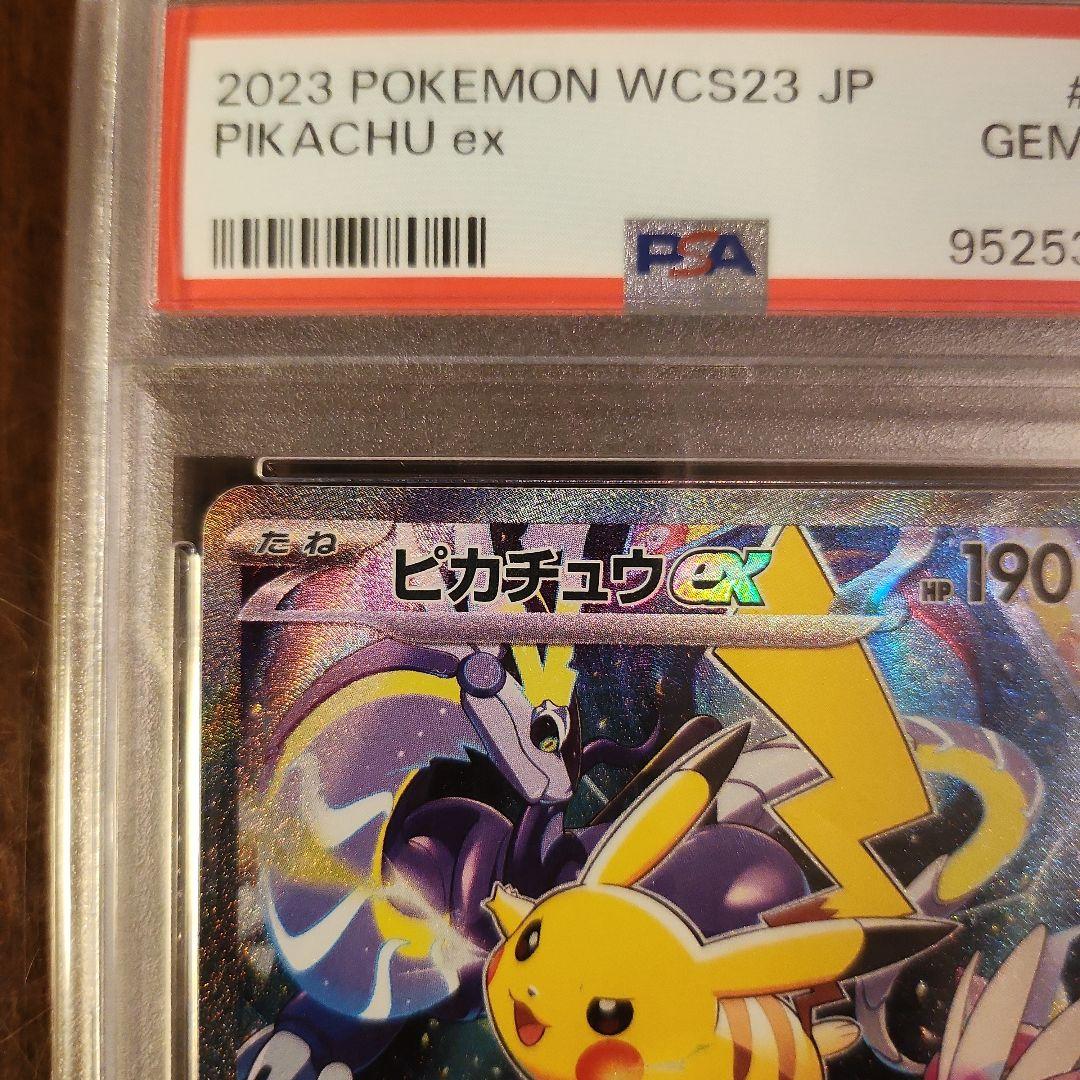 2023 POKEMON WCS23 JP #
PIKACHU ex GEM
PSA 95253
たね ピカチュウex HP 190